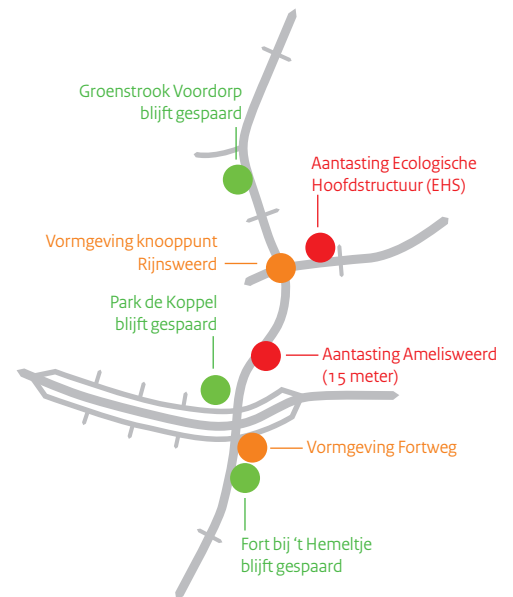 Groenstrook Voordorp
blijft gespaard
Aantasting Ecologische
Hoofdstructuur (EHS)
Vormgeving knooppunt
Rijnsweerd
Park de Koppel
blijft gespaard
Aantasting Amelisweerd
(15 meter)
Vormgeving Fortweg
Fort bij ‘t Hemeltje
blijft gespaard